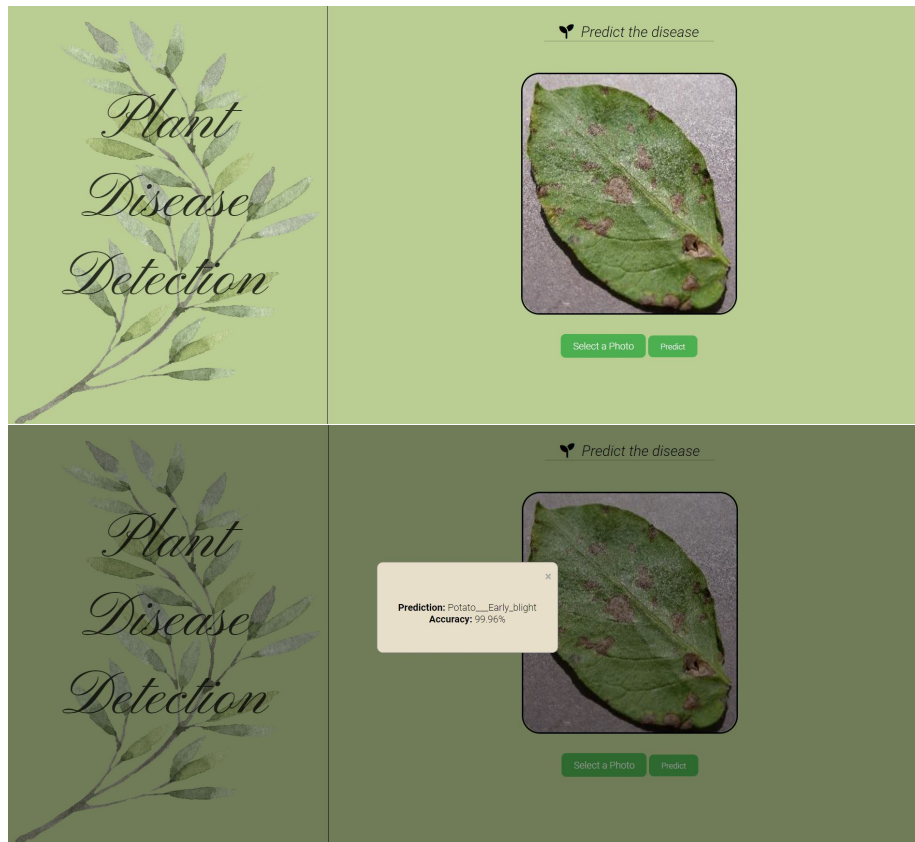 Plant
Disease
Detection
Predict the disease
Select a Photo
Predict
Plant
Disease
Detection
Predict the disease
×
Prediction: Potato___Early_blight
Accuracy: 99.96%
Select a Photo
Predict